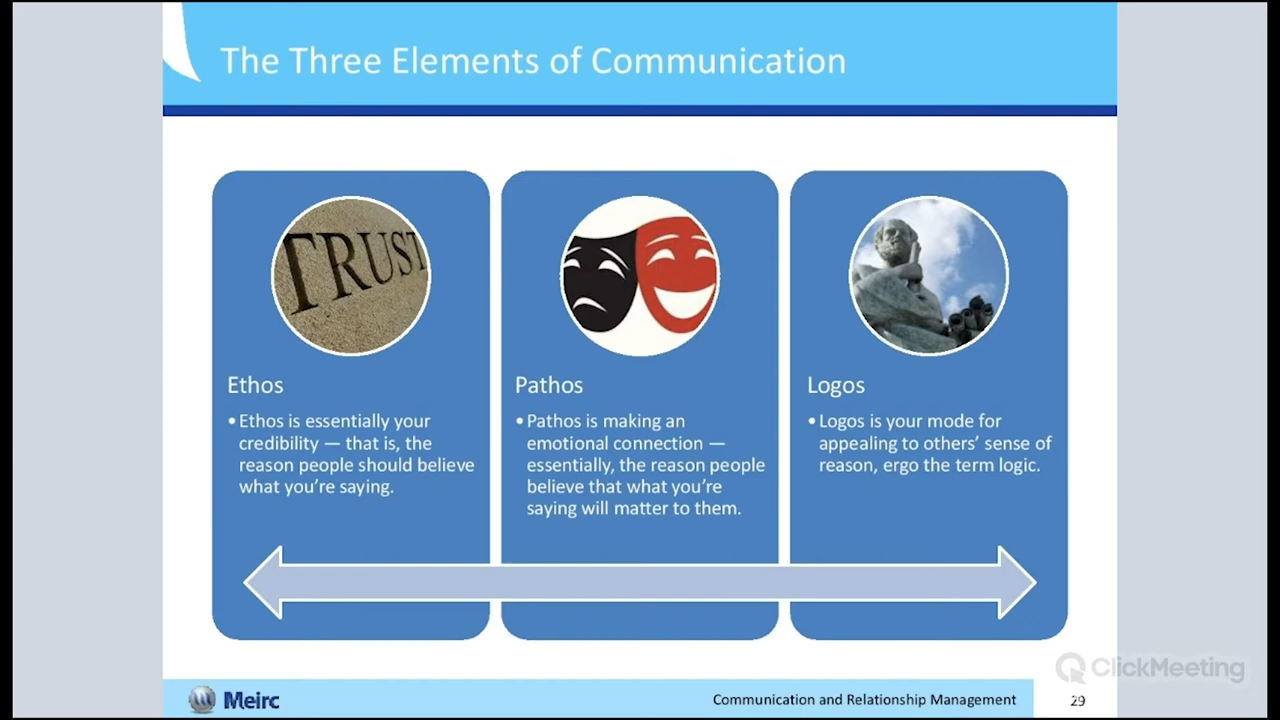 The Three Elements of Communication
TRUST
Ethos
• Ethos is essentially your
credibility — that is, the
reason people should believe
what you're saying.
Pathos
• Pathos is making an
emotional connection —
essentially, the reason people
believe that what you're
saying will matter to them.
Logos
• Logos is your mode for
appealing to others' sense of
reason, ergo the term logic.
ClickMeeting
Meirc
Communication and Relationship Management
29